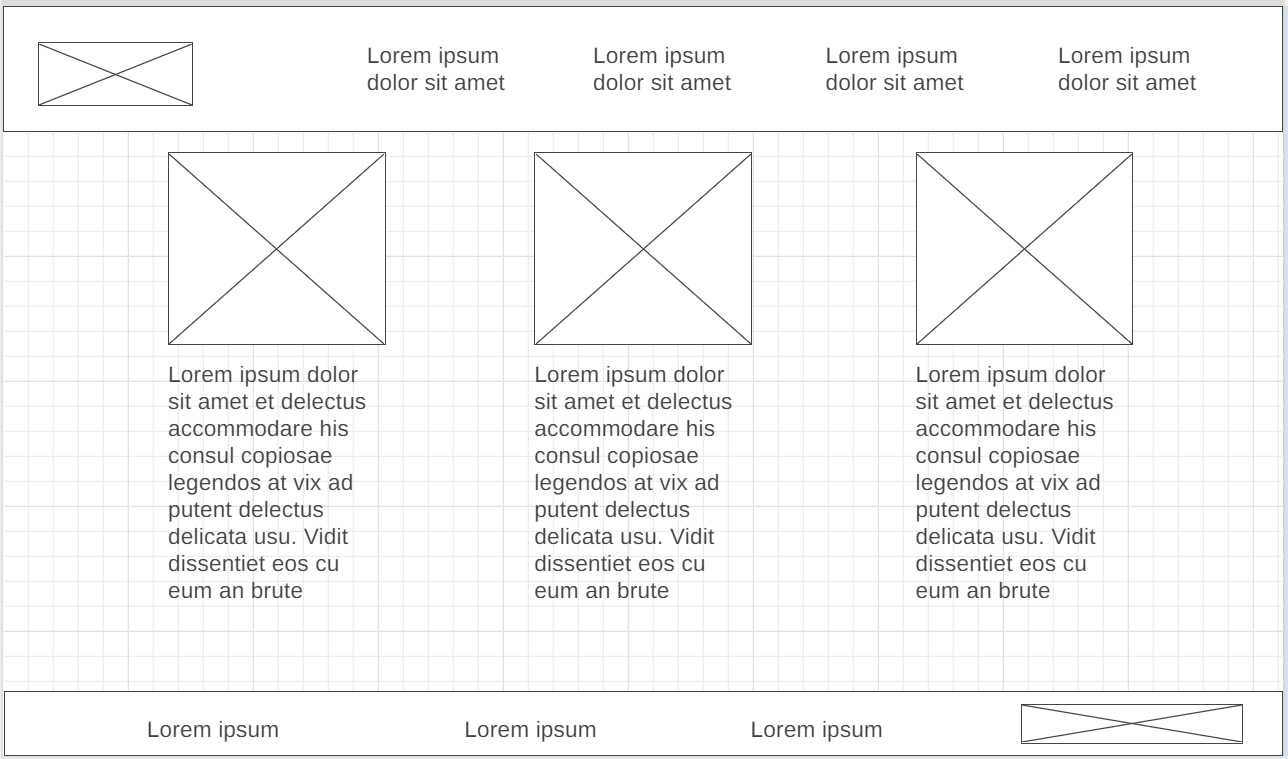 Lorem ipsum
dolor sit amet
Lorem ipsum
dolor sit amet
Lorem ipsum
dolor sit amet
Lorem ipsum
dolor sit amet
Lorem ipsum dolor
sit amet et delectus
accommodare his
consul copiosae
legendos at vix ad
putent delectus
delicata usu. Vidit
dissentiet eos cu
eum an brute
Lorem ipsum dolor
sit amet et delectus
accommodare his
consul copiosae
legendos at vix ad
putent delectus
delicata usu. Vidit
dissentiet eos cu
eum an brute
Lorem ipsum dolor
sit amet et delectus
accommodare his
consul copiosae
legendos at vix ad
putent delectus
delicata usu. Vidit
dissentiet eos cu
eum an brute
Lorem ipsum
Lorem ipsum
Lorem ipsum